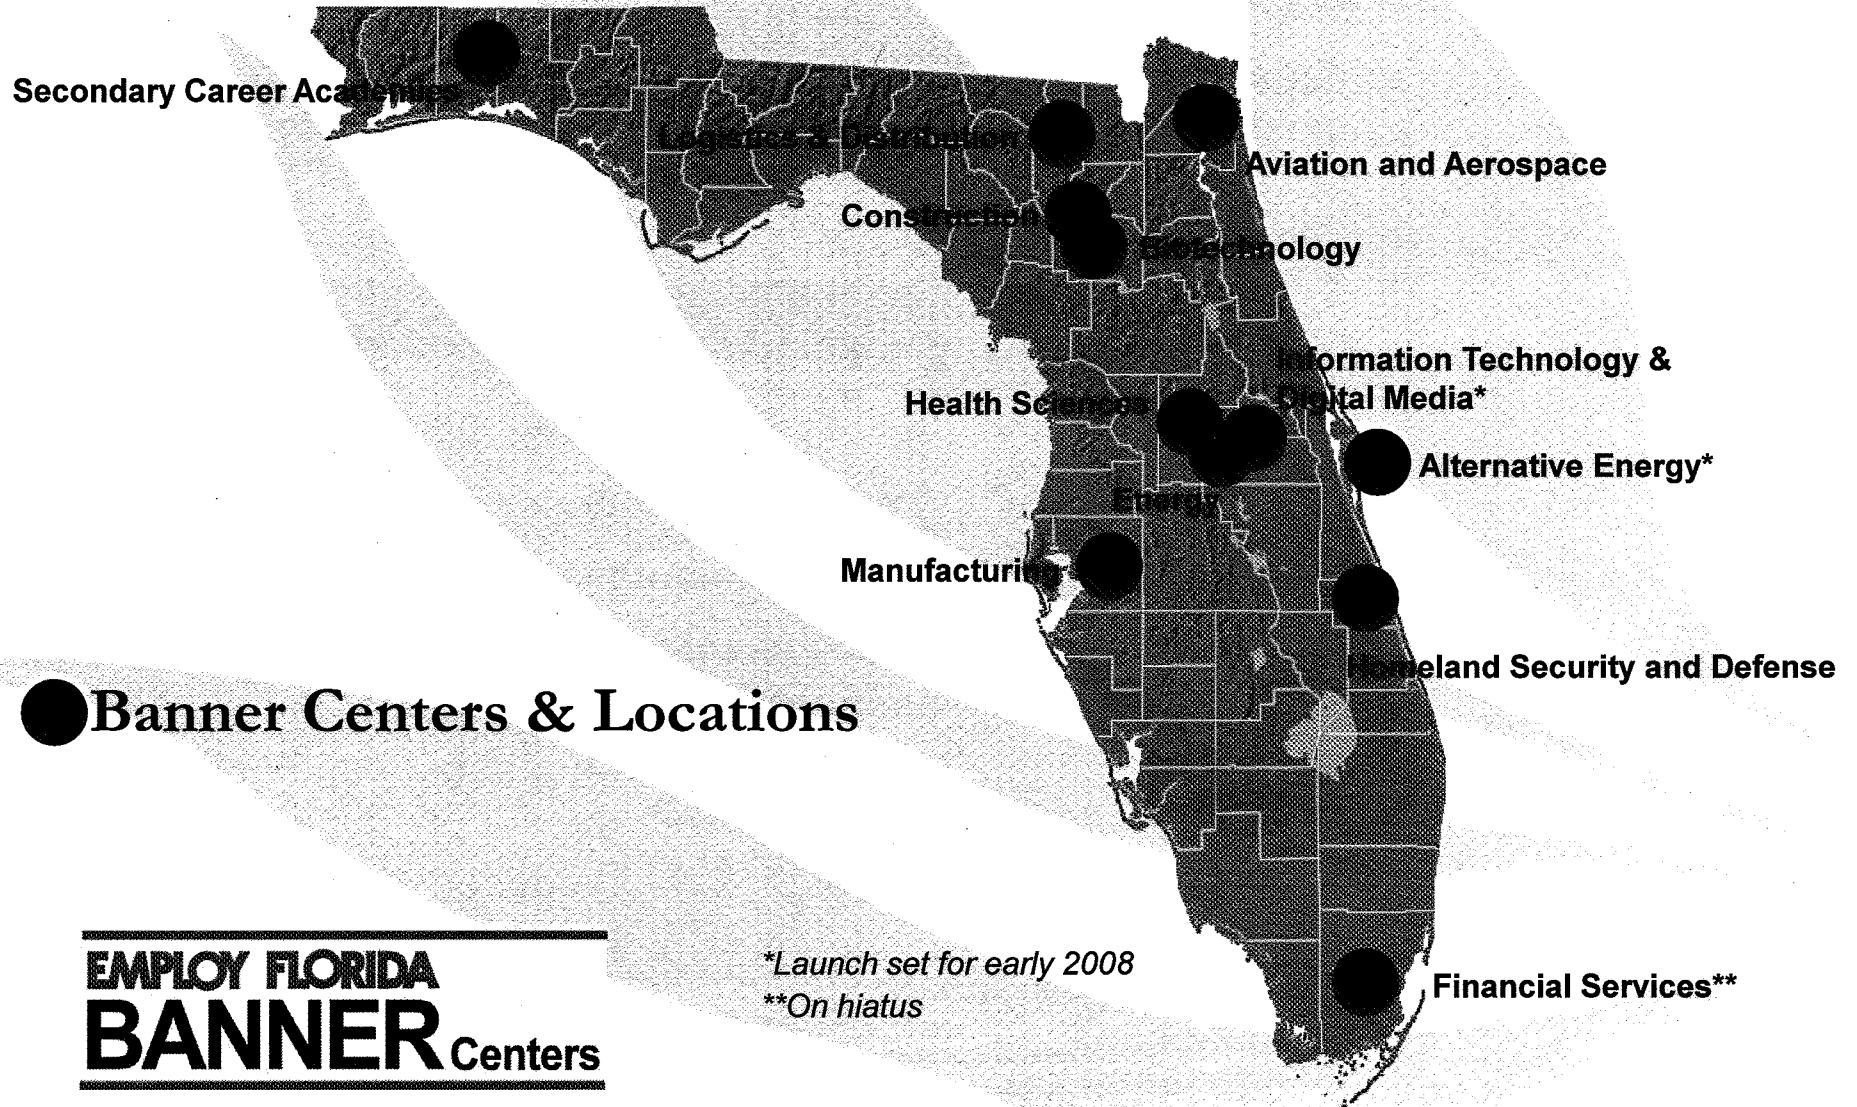 Secondary Career Academies
Logistics & Distribution
Aviation and Aerospace
Construction
Biotechnology
Information Technology &
Digital Media*
Health Sciences
Alternative Energy*
Energy
Manufacturing
Homeland Security and Defense
Banner Centers & Locations
EMPLOY FLORIDA
BANNER Centers
*Launch set for early 2008
**On hiatus
Financial Services**